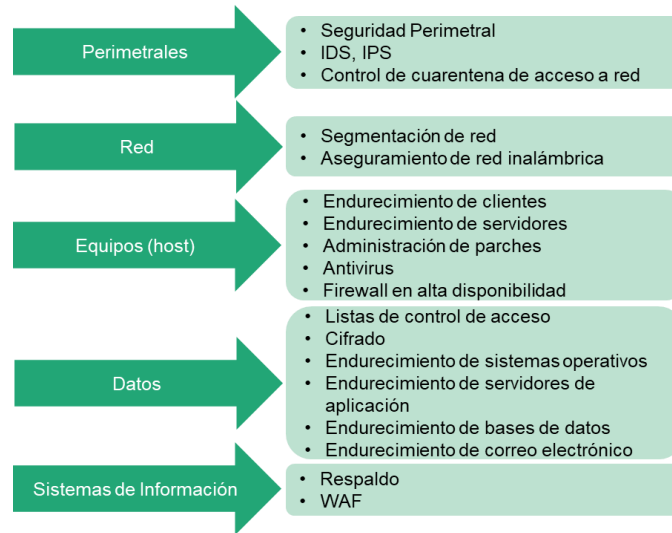 Perimetrales
• Seguridad Perimetral
• IDS, IPS
• Control de cuarentena de acceso a red
Red
• Segmentación de red
• Aseguramiento de red inalámbrica
Equipos (host)
• Endurecimiento de clientes
• Endurecimiento de servidores
• Administración de parches
• Antivirus
• Firewall en alta disponibilidad
Datos
• Listas de control de acceso
• Cifrado
• Endurecimiento de sistemas operativos
• Endurecimiento de servidores de
aplicación
• Endurecimiento de bases de datos
• Endurecimiento de correo electrónico
Sistemas de Información
• Respaldo
• WAF